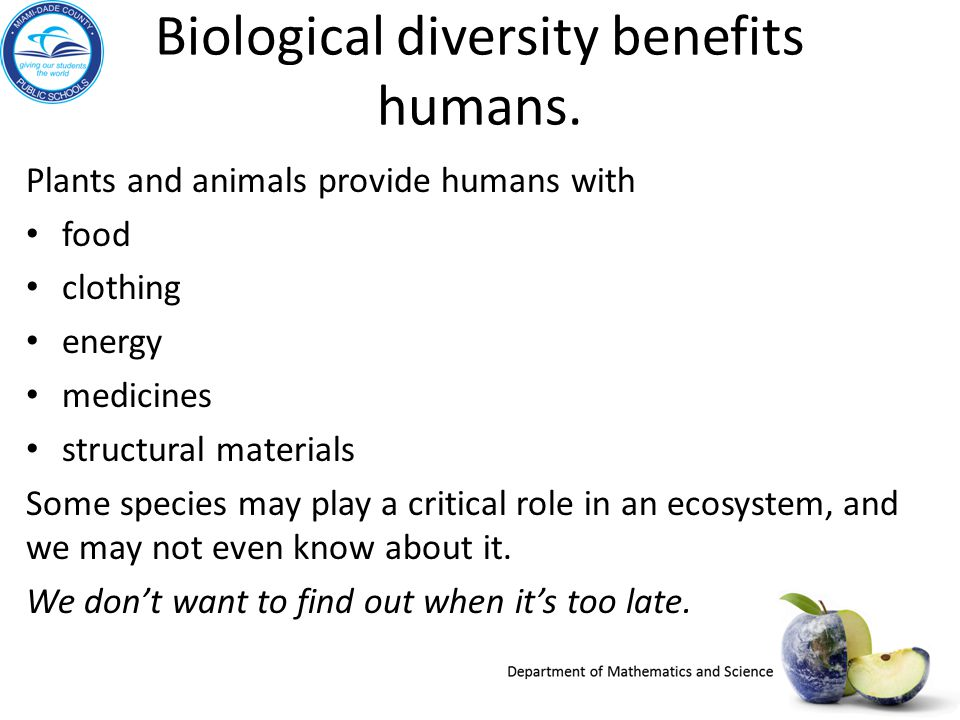 MIAMI-DADE COUNTY
giving our students
the world
PUBLIC SCHOOLS
Biological diversity benefits
humans.
Plants and animals provide humans with
• food
• clothing
• energy
• medicines
• structural materials
Some species may play a critical role in an ecosystem, and
we may not even know about it.
We don’t want to find out when it’s too late.
Department of Mathematics and Science